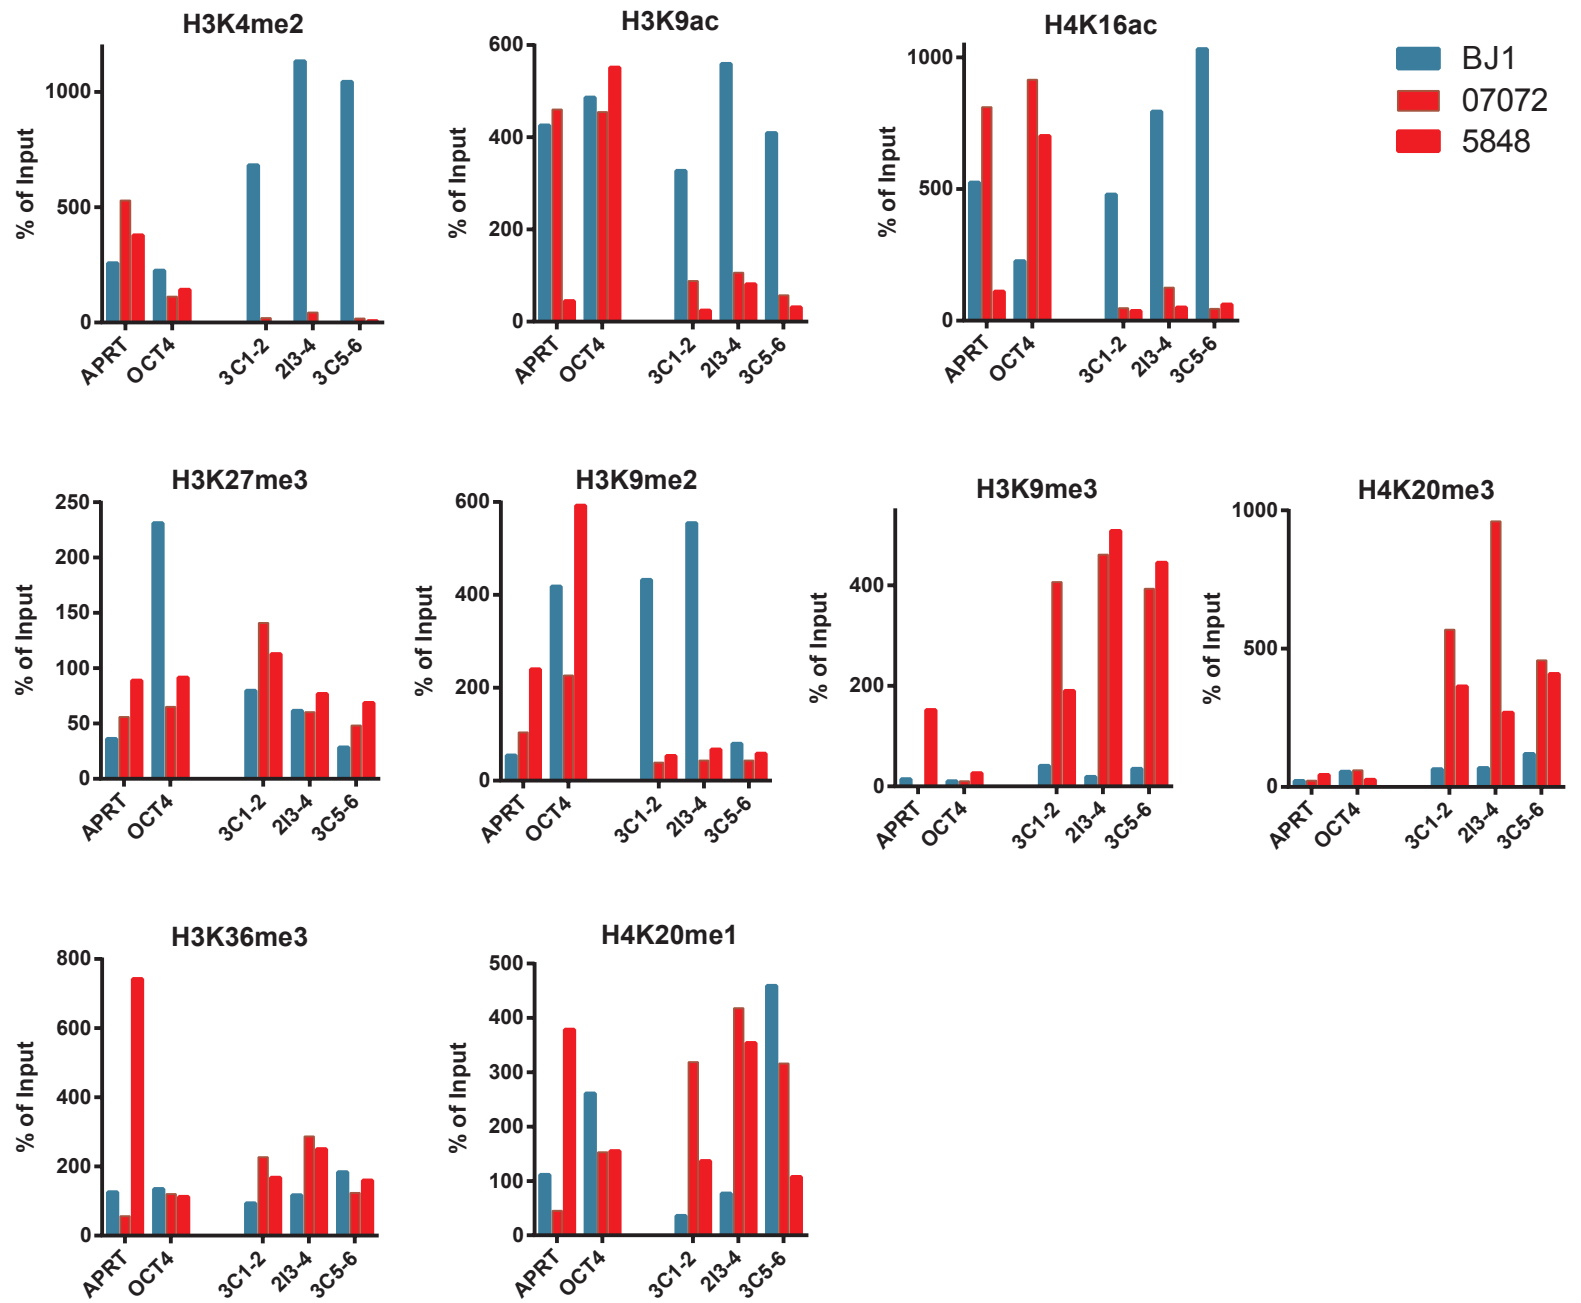 H3K4me2
% of Input
1000
500
0
APRT
OCT4
3C1-2
2I3-4
3C5-6
H3K9ac
% of Input
600
400
200
0
APRT
OCT4
3C1-2
2I3-4
3C5-6
H4K16ac
% of Input
1000
500
0
APRT
OCT4
3C1-2
2I3-4
3C5-6
BJ1
07072
5848
H3K27me3
% of Input
250
200
150
100
50
0
APRT
OCT4
3C1-2
2I3-4
3C5-6
H3K9me2
% of Input
600
400
200
0
APRT
OCT4
3C1-2
2I3-4
3C5-6
H3K9me3
% of Input
400
200
0
APRT
OCT4
3C1-2
2I3-4
3C5-6
H4K20me3
% of Input
1000
500
0
APRT
OCT4
3C1-2
2I3-4
3C5-6
H3K36me3
% of Input
800
600
400
200
0
APRT
OCT4
3C1-2
2I3-4
3C5-6
H4K20me1
% of Input
500
400
300
200
100
0
APRT
OCT4
3C1-2
2I3-4
3C5-6